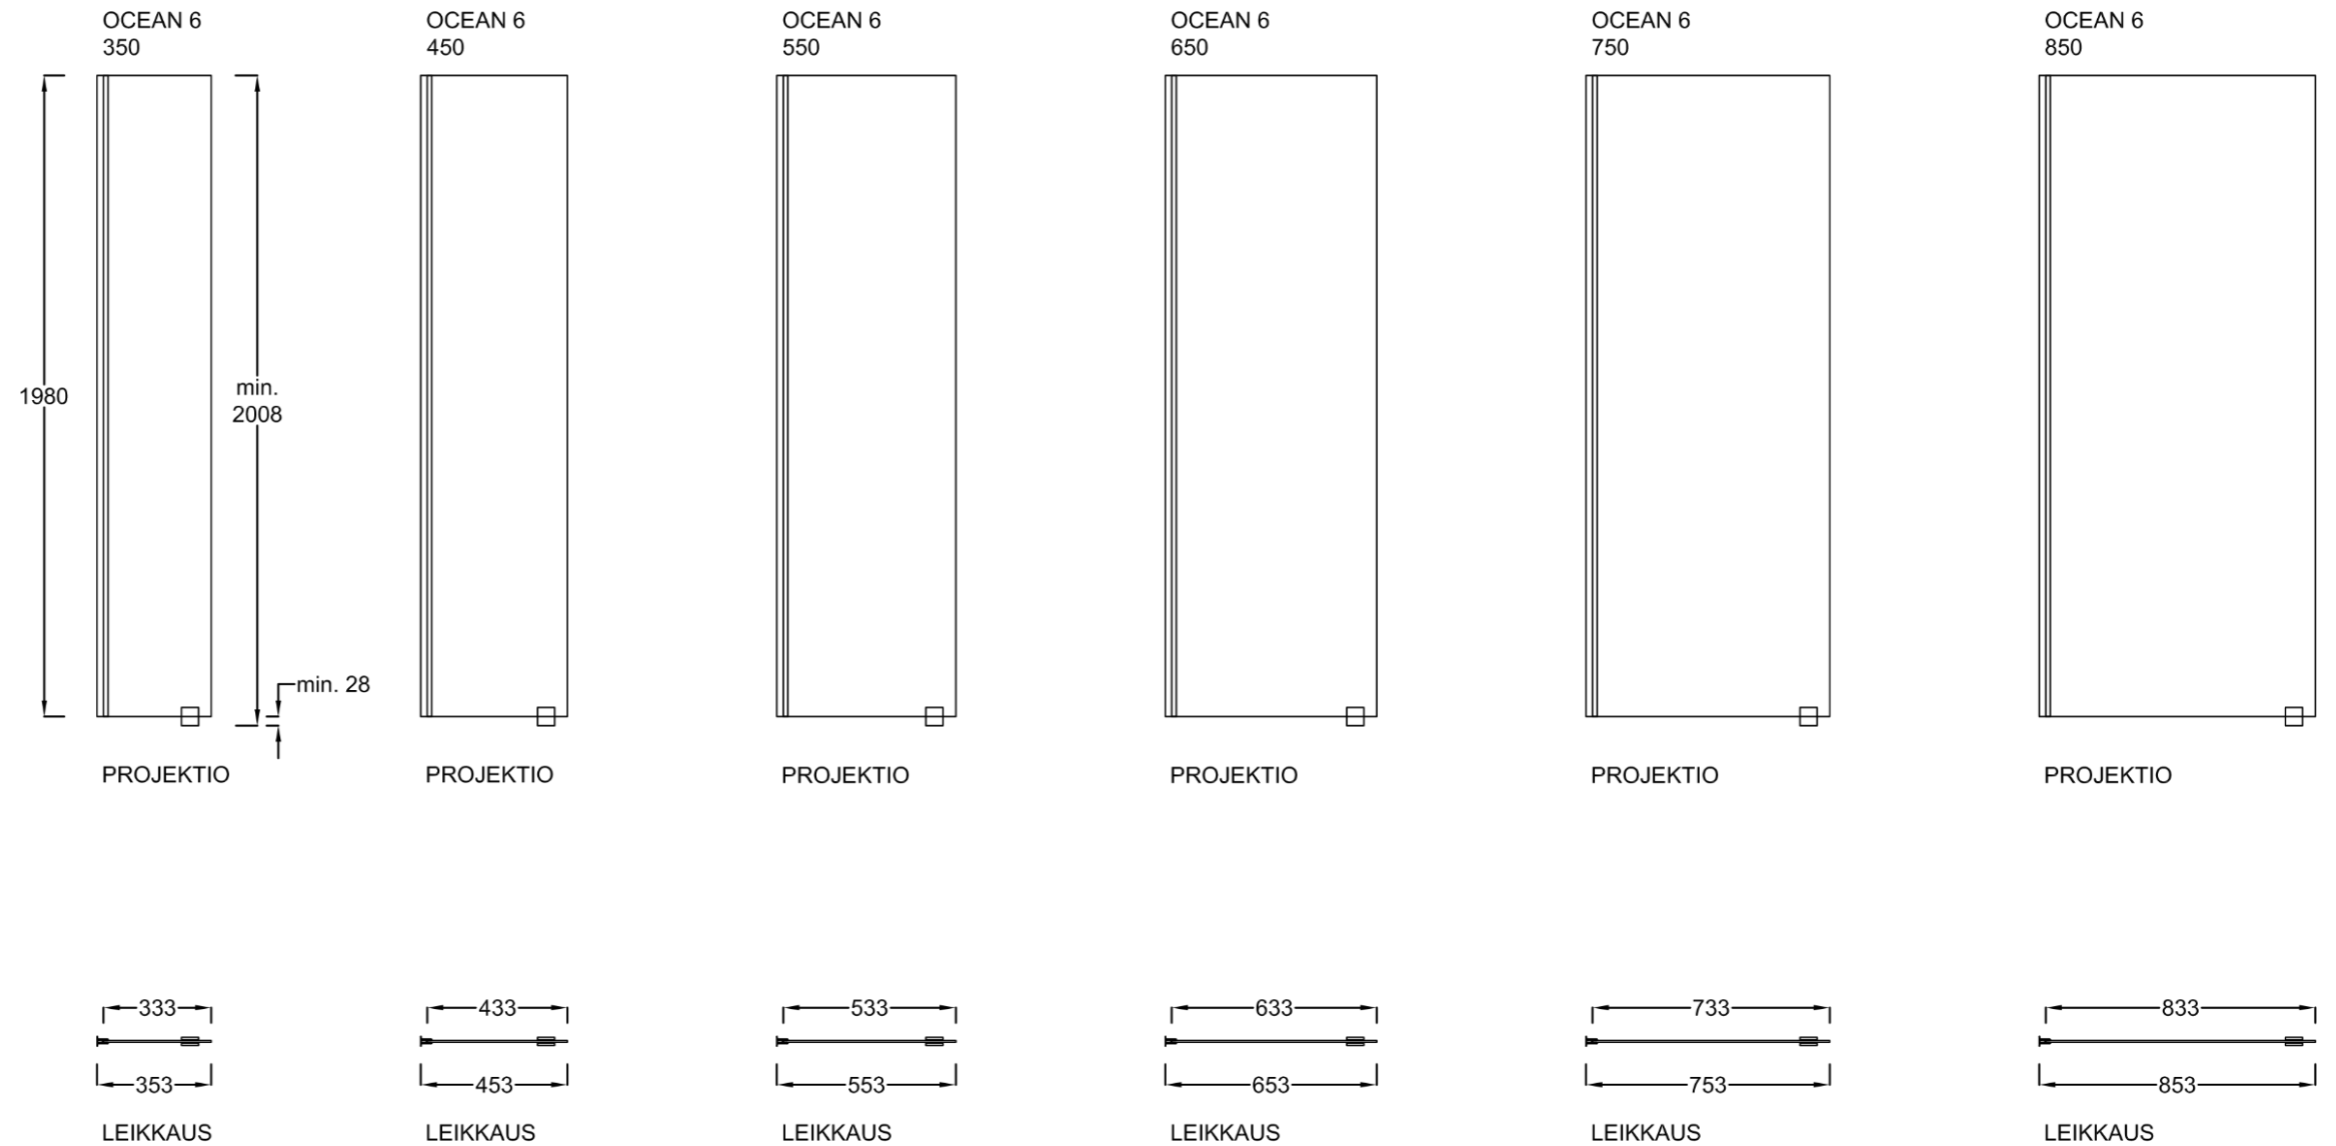 OCEAN 6
350
OCEAN 6
450
OCEAN 6
550
OCEAN 6
650
OCEAN 6
750
OCEAN 6
850
1980
min.
2008
min. 28
PROJEKTIO
PROJEKTIO
PROJEKTIO
PROJEKTIO
PROJEKTIO
PROJEKTIO
333
433
533
633
733
833
353
453
553
653
753
853
LEIKKAUS
LEIKKAUS
LEIKKAUS
LEIKKAUS
LEIKKAUS
LEIKKAUS